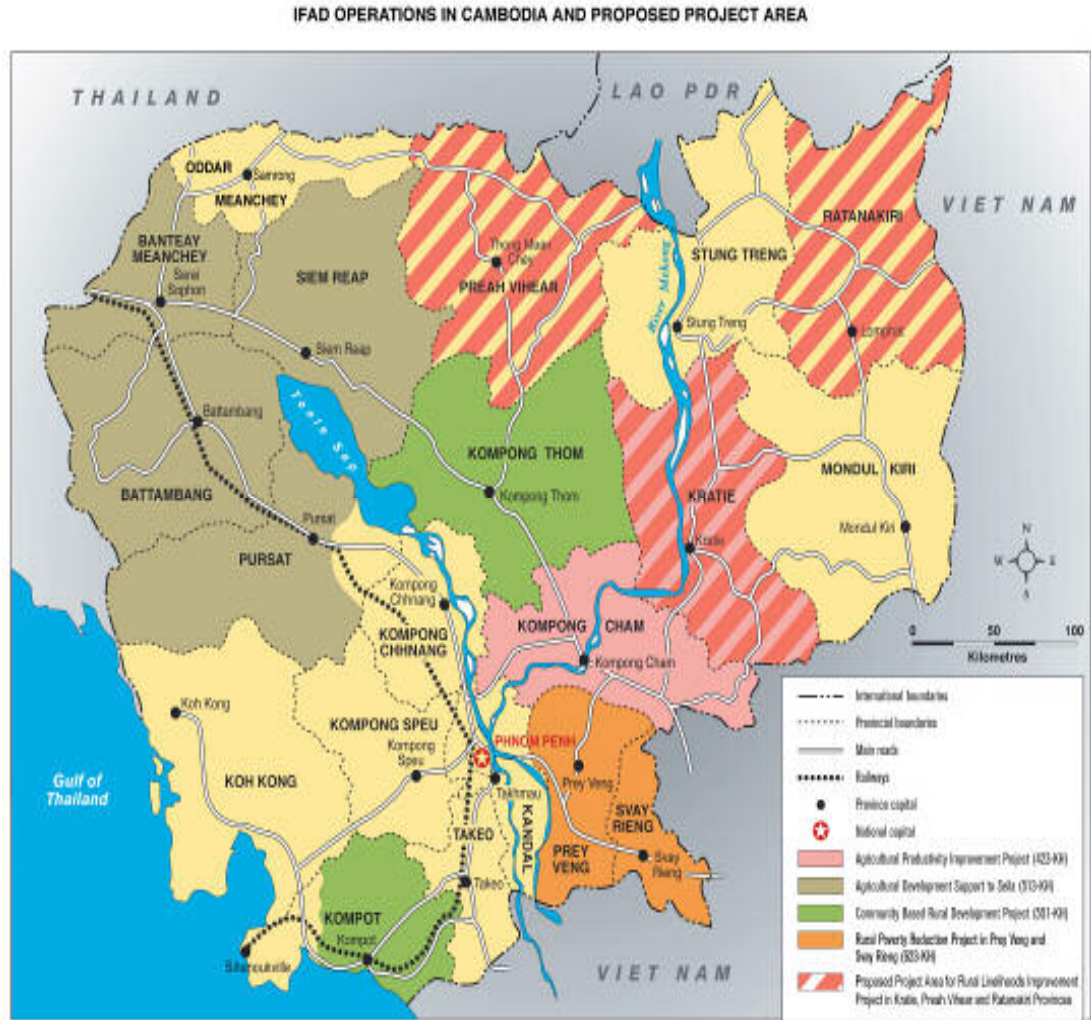 IFAD OPERATIONS IN CAMBODIA AND PROPOSED PROJECT AREA
THAILAND
LAO PDR
VIET NAM
ODDAR
MEANCHEY
Samrong
BANTEAY
MEANCHEY
Serei
Sophon
SIEM REAP
Siem Reap
Thong Mean
Chey
PREAH VIHEAR
River Mekong
STUNG TRENG
Stung Treng
RATANAKIRI
Lomphat
Tonle Sap
Battambang
BATTAMBANG
KOMPONG THOM
Kompong Thom
KRATIE
Kratie
MONDUL KIRI
Mondul Kiri
Pursat
PURSAT
Kompong
Chhnang
KOMPONG
CHHNANG
KOMPONG CHAM
Kompong Cham
N
W
E
S
0 50 100
Kilometres
Koh Kong
KOH KONG
KOMPONG SPEU
Kompong
Speu
PHNOM PENH
Takhmau
KANDAL
Prey Veng
PREY
VENG
SVAY
RIENG
Svay
Rieng
TAKEO
Takeo
Gulf of
Thailand
KOMPOT
Kompot
Sihanoukville
VIET NAM
International boundaries
Provincial boundaries
Main roads
Railways
Province capital
National capital
Agricultural Productivity Improvement Project (423-KH)
Agricultural Development Support to Seila (513-KH)
Community Based Rural Development Project (551-KH)
Rural Poverty Reduction Project in Prey Veng and
Svay Rieng (623-KH)
Proposed Project Area for Rural Livelihoods Improvement
Project in Kratie, Preah Vihear and Ratanakiri Provinces